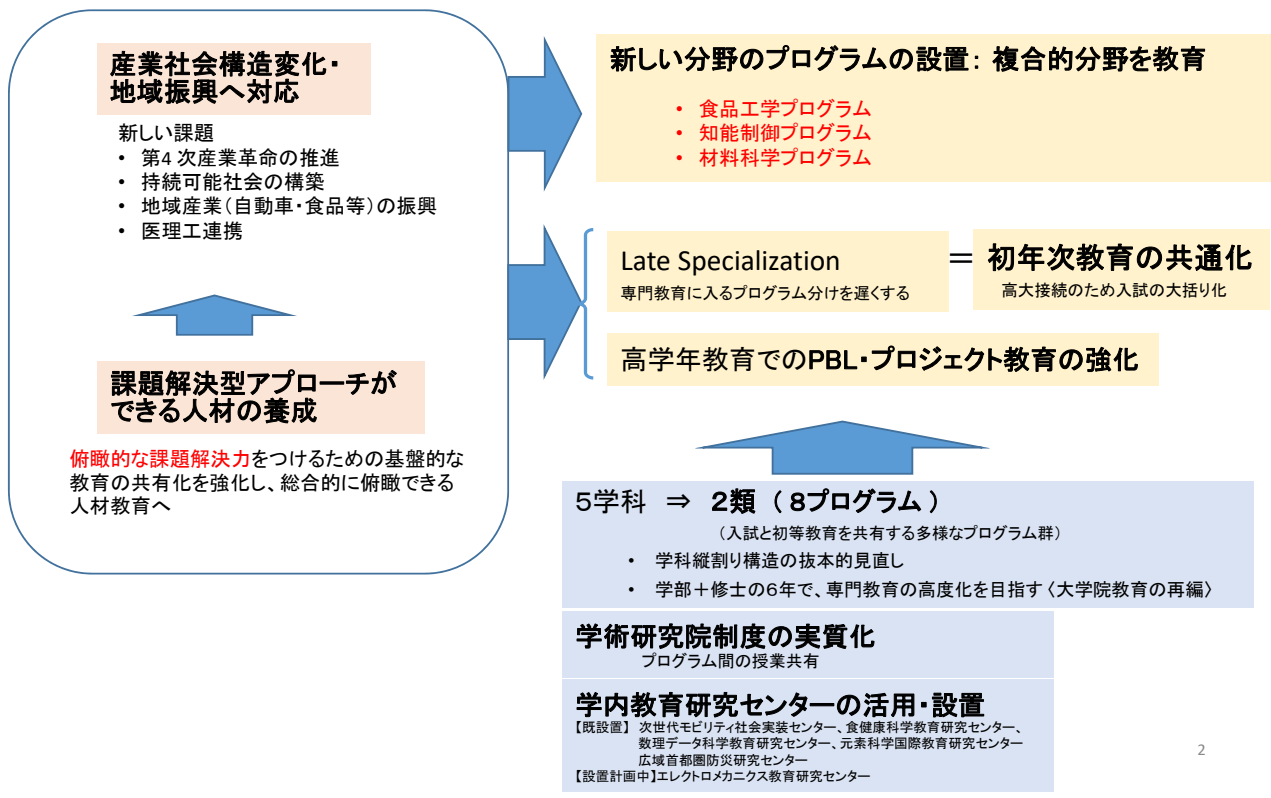 産業社会構造変化・
地域振興へ対応
新しい課題
• 第4 次産業革命の推進
• 持続可能社会の構築
• 地域産業（自動車・食品等）の振興
• 医理工連携
課題解決型アプローチが
できる人材の養成
俯瞰的な課題解決力をつけるための基盤的な
教育の共有化を強化し、総合的に俯瞰できる
人材教育へ
新しい分野のプログラムの設置： 複合的分野を教育
• 食品工学プログラム
• 知能制御プログラム
• 材料科学プログラム
Late Specialization
専門教育に入るプログラム分けを遅くする
＝ 初年次教育の共通化
高大接続のため入試の大括り化
高学年教育でのPBL・プロジェクト教育の強化
５学科 ⇒ ２類（８プログラム）
（入試と初等教育を共有する多様なプログラム群）
• 学科縦割り構造の抜本的見直し
• 学部＋修士の６年で、専門教育の高度化を目指す〈大学院教育の再編〉
学術研究院制度の実質化
プログラム間の授業共有
学内教育研究センターの活用・設置
【既設置】 次世代モビリティ社会実装センター、食健康科学教育研究センター、
数理データ科学教育研究センター、元素科学国際教育研究センター
広域首都圏防災研究センター
【設置計画中】エレクトロメカニクス教育研究センター
2